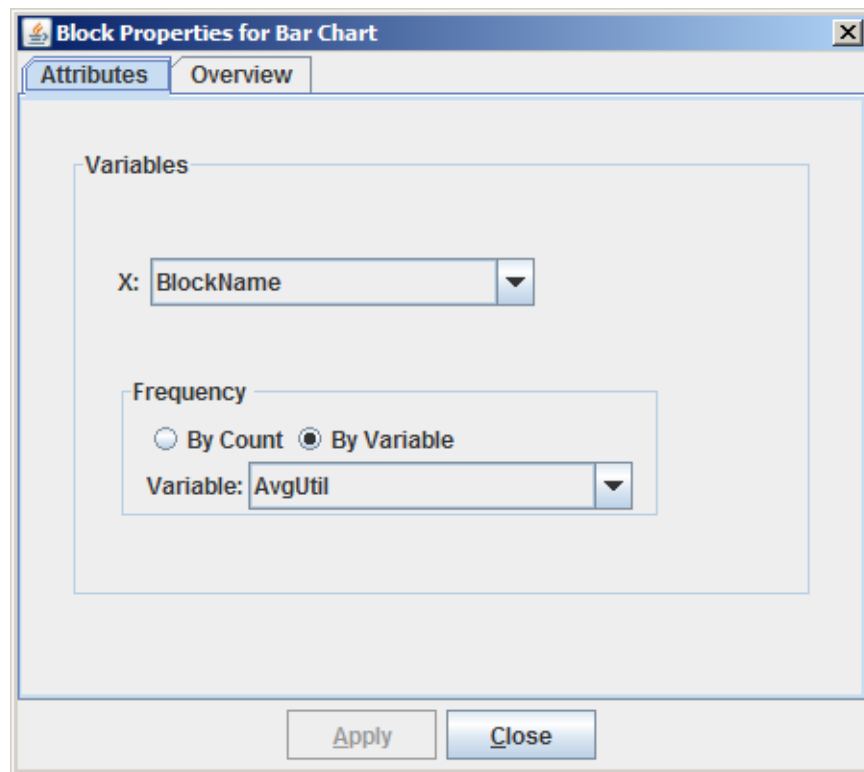 Block Properties for Bar Chart
Attributes Overview
Variables
X: BlockName
Frequency
By Count By Variable
Variable: AvgUtil
Apply Close